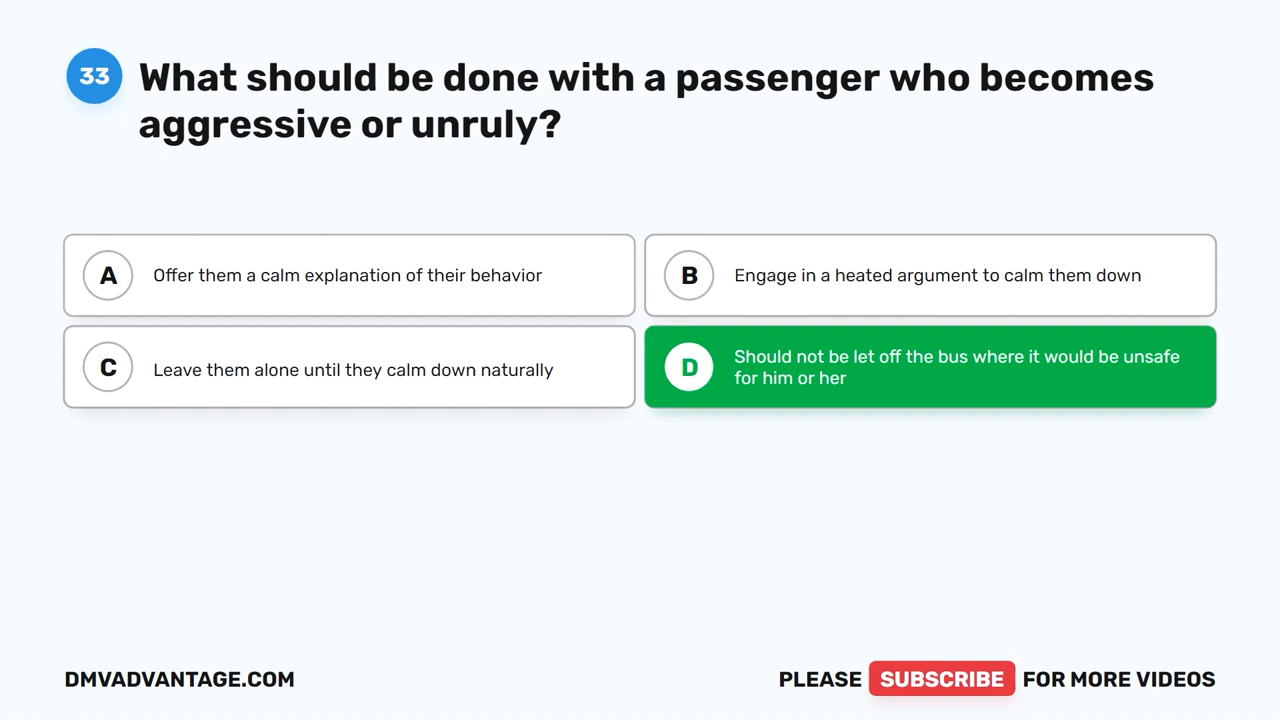 33
What should be done with a passenger who becomes
aggressive or unruly?
A
Offer them a calm explanation of their behavior
B
Engage in a heated argument to calm them down
C
Leave them alone until they calm down naturally
D
Should not be let off the bus where it would be unsafe
for him or her
DMVADVANTAGE.COM
PLEASE SUBSCRIBE FOR MORE VIDEOS